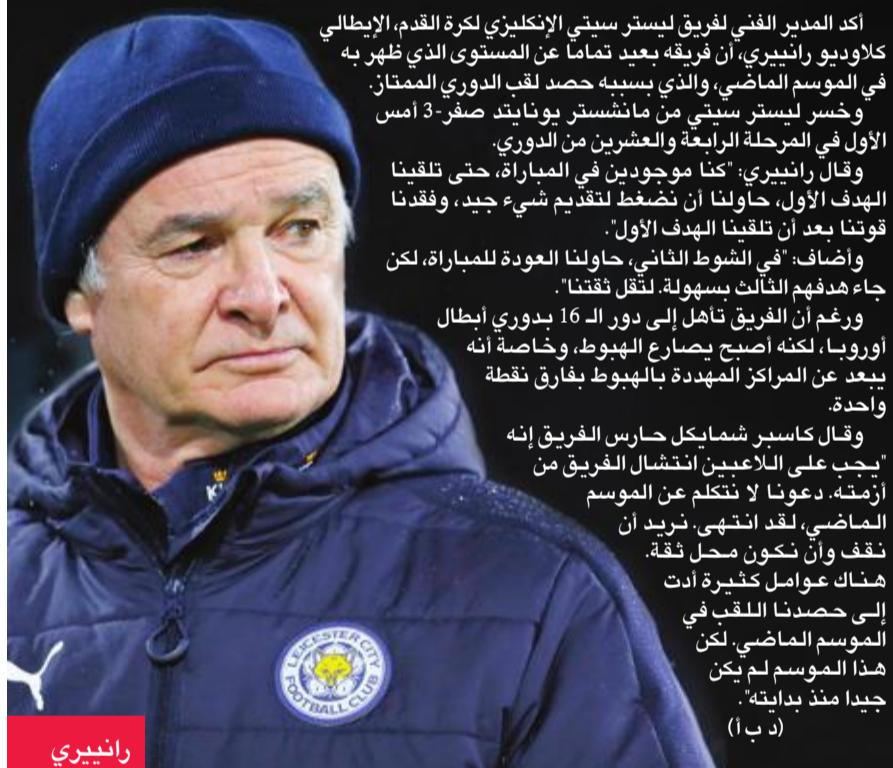 أكد المدير الفني لفريق ليستر سيتي الإنكليزي لكرة القدم، الإيطالي
كلاوديو رانييري، أن فريقه بعيد تماما عن المستوى الذي ظهر به
في الموسم الماضي، والذي بسببه حصد لقب الدوري الممتاز.
وخسر ليستر سيتي من مانشستر يونايتد صفر-3 أمس
الأول في المرحلة الرابعة والعشرين من الدوري.
وقال رانييري: "كنا موجودين في المباراة، حتى تلقينا
الهدف الأول، حاولنا أن نضغط لتقديم شيء جيد، وفقدنا
قوتنا بعد أن تلقينا الهدف الأول".
وأضاف: "في الشوط الثاني، حاولنا العودة للمباراة، لكن
جاء هدفهم الثالث بسهولة. لتقل ثقتنا".
ورغم أن الفريق تأهل إلى دور الـ 16 بدوري أبطال
أوروبا، لكنه أصبح يصارع الهبوط، وخاصة أنه
يبعد عن المراكز المهددة بالهبوط بفارق نقطة
واحدة.
وقال كاسبر شمايكل حارس الفريق إنه
"يجب على اللاعبين انتشال الفريق من
أزمته. دعونا لا نتكلم عن الموسم
الماضي، لقد انتهى. نريد أن
نقف وأن نكون محل ثقة.
هناك عوامل كثيرة أدت
إلى حصدنا اللقب في
الموسم الماضي. لكن
هذا الموسم لم يكن
جيدا منذ بدايته".
(د ب أ)
LEICESTER CITY
FOOTBALL CLUB
رانييري